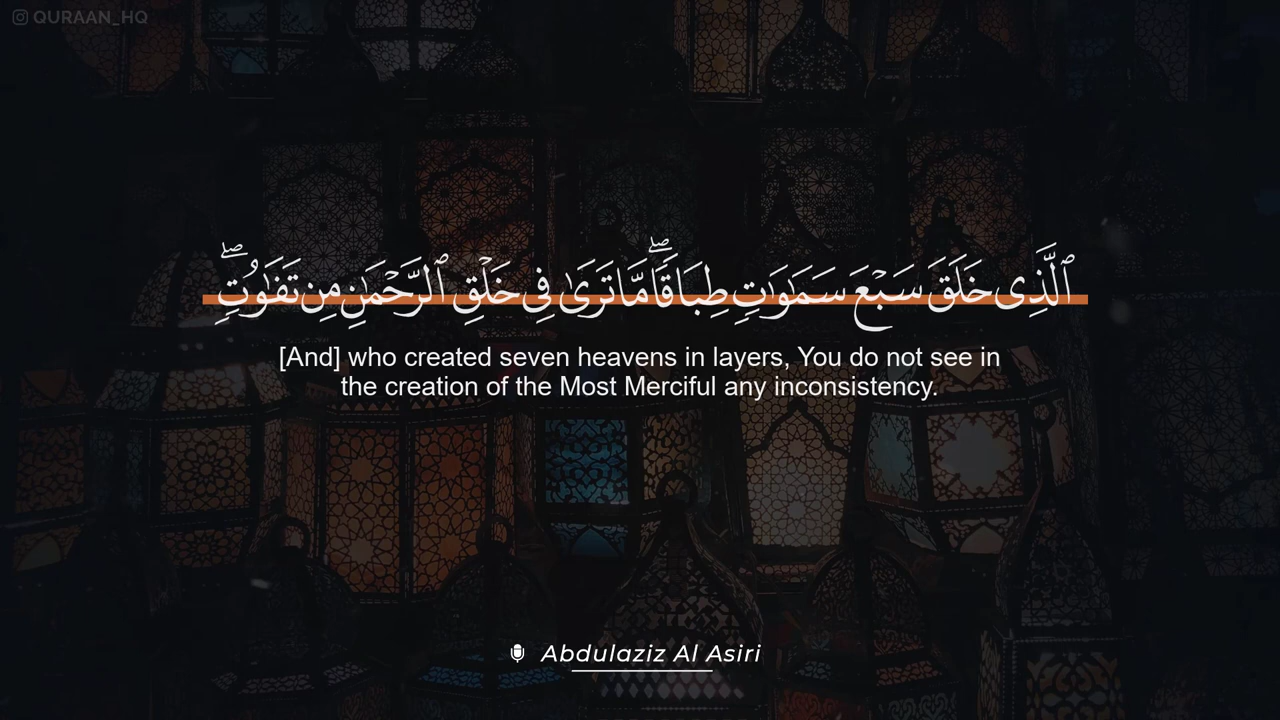 QURAAN_HQ
ٱلَّذِى خَلَقَ سَبْعَ سَمَٰوَٰتٍ طِبَاقًا ۖ مَّا تَرَىٰ فِى خَلْقِ ٱلرَّحْمَٰنِ مِن تَفَٰوُتٍ ۖ
[And] who created seven heavens in layers, You do not see in
the creation of the Most Merciful any inconsistency.
Abdulaziz Al Asiri